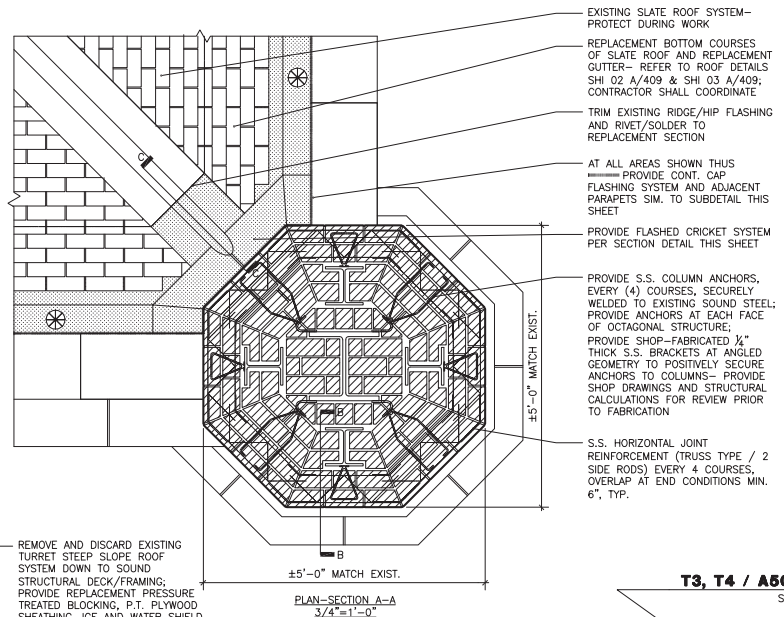 EXISTING SLATE ROOF SYSTEM–
PROTECT DURING WORK
REPLACEMENT BOTTOM COURSES
OF SLATE ROOF AND REPLACEMENT
GUTTER– REFER TO ROOF DETAILS
SHI 02 A/409 & SHI 03 A/409;
CONTRACTOR SHALL COORDINATE
TRIM EXISTING RIDGE/HIP FLASHING
AND RIVET/SOLDER TO
REPLACEMENT SECTION
AT ALL AREAS SHOWN THUS
PROVIDE CONT. CAP
FLASHING SYSTEM AND ADJACENT
PARAPETS SIM. TO SUBDETAIL THIS
SHEET
PROVIDE FLASHED CRICKET SYSTEM
PER SECTION DETAIL THIS SHEET
PROVIDE S.S. COLUMN ANCHORS,
EVERY (4) COURSES, SECURELY
WELDED TO EXISTING SOUND STEEL;
PROVIDE ANCHORS AT EACH FACE
OF OCTAGONAL STRUCTURE;
PROVIDE SHOP–FABRICATED ¼"
THICK S.S. BRACKETS AT ANGLED
GEOMETRY TO POSITIVELY SECURE
ANCHORS TO COLUMNS– PROVIDE
SHOP DRAWINGS AND STRUCTURAL
CALCULATIONS FOR REVIEW PRIOR
TO FABRICATION
S.S. HORIZONTAL JOINT
REINFORCEMENT (TRUSS TYPE / 2
SIDE RODS) EVERY 4 COURSES,
OVERLAP AT END CONDITIONS MIN.
6", TYP.
C
C
B
B
±5'–0" MATCH EXIST.
±5'–0" MATCH EXIST.
REMOVE AND DISCARD EXISTING
TURRET STEEP SLOPE ROOF
SYSTEM DOWN TO SOUND
STRUCTURAL DECK/FRAMING;
PROVIDE REPLACEMENT PRESSURE
TREATED BLOCKING, P.T. PLYWOOD
SHEATHING, ICE AND WATER SHIELD
PLAN–SECTION A–A
3/4"=1'–0"
T3, T4 /
S